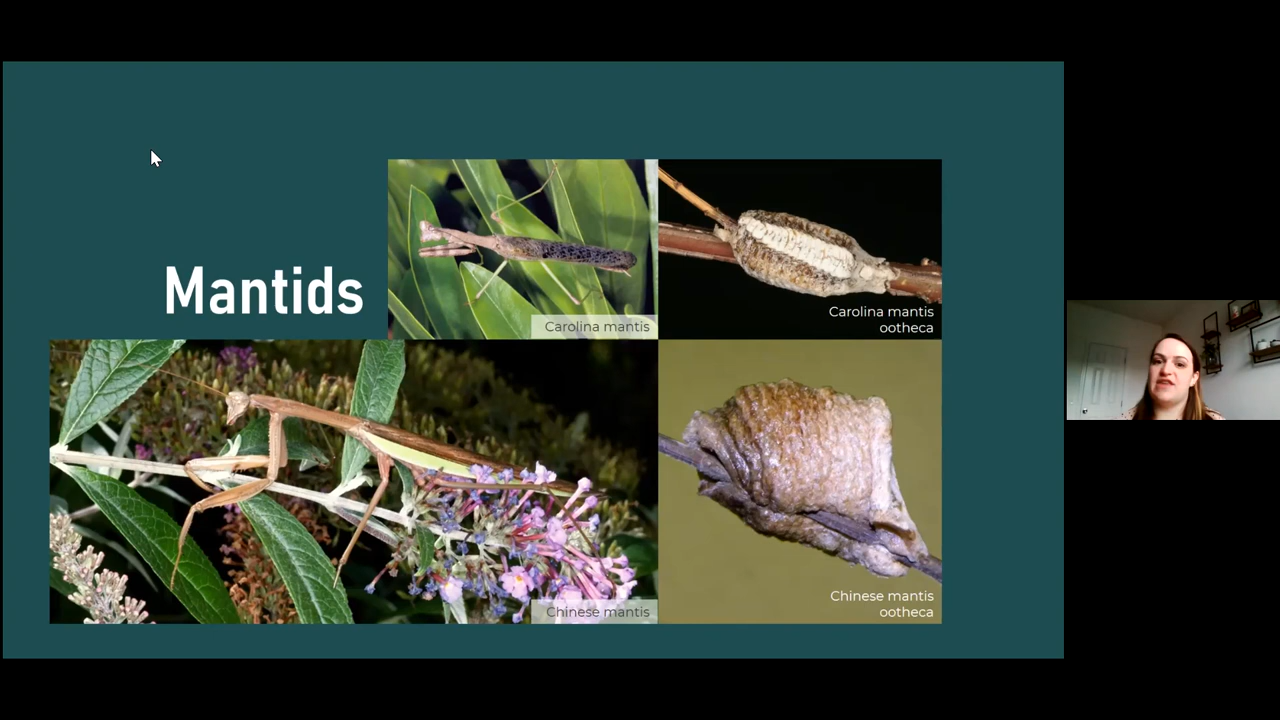 Mantids
Carolina mantis
Carolina mantis
ootheca
Chinese mantis
Chinese mantis
ootheca